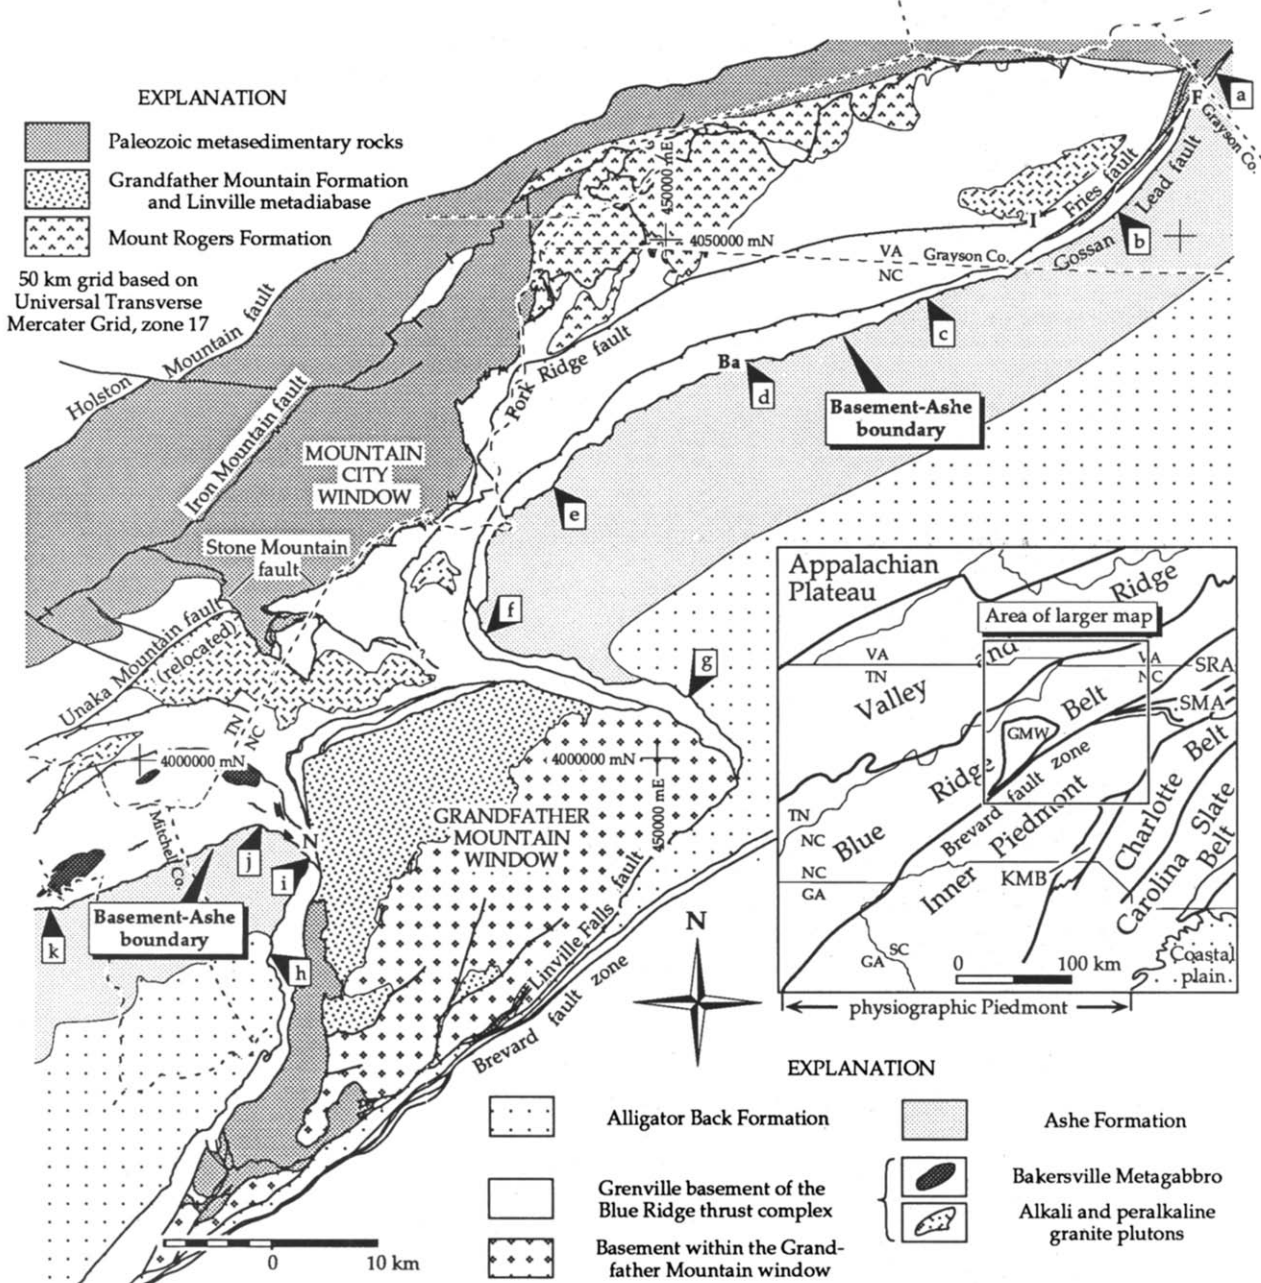 EXPLANATION
Paleozoic metasedimentary rocks
Grandfather Mountain Formation
and Linville metadiabase
Mount Rogers Formation
50 km grid based on
Universal Transverse
Mercater Grid, zone 17
a
F
Grayson Co.
Fries fault
Lead fault
Gossan
I
b
450000 mE
4050000 mN
VA
Grayson Co.
NC
c
Holston Mountain fault
Fork Ridge fault
Ba
d
Basement-Ashe
boundary
Iron Mountain fault
MOUNTAIN
CITY
WINDOW
e
Stone Mountain
fault
f
g
Unaka Mountain fault
(relocated)
TN
NC
4000000 mN
4000000 mN
450000 mE
Mitchel Co.
N
j
i
GRANDFATHER
MOUNTAIN
WINDOW
Basement-Ashe
boundary
k
h
Linville Falls fault
Brevard fault zone
N
0
10 km
Appalachian
Plateau
Ridge
Area of larger map
and
VA
TN
VA
NC
SRA
Valley
Belt
SMA
GMW
Ridge
Brevard fault zone
Belt
TN
NC
Blue
Piedmont
Charlotte
Slate
NC
GA
Inner
KMB
Carolina
Belt
GA
SC
0
100 km
Coastal
plain
physiographic Piedmont
EXPLANATION
Alligator Back Formation
Ashe Formation
Grenville basement of the
Blue Ridge thrust complex
Bakersville Metagabbro
Alkali and peralkaline
granite plutons
Basement within the Grand-
father Mountain window